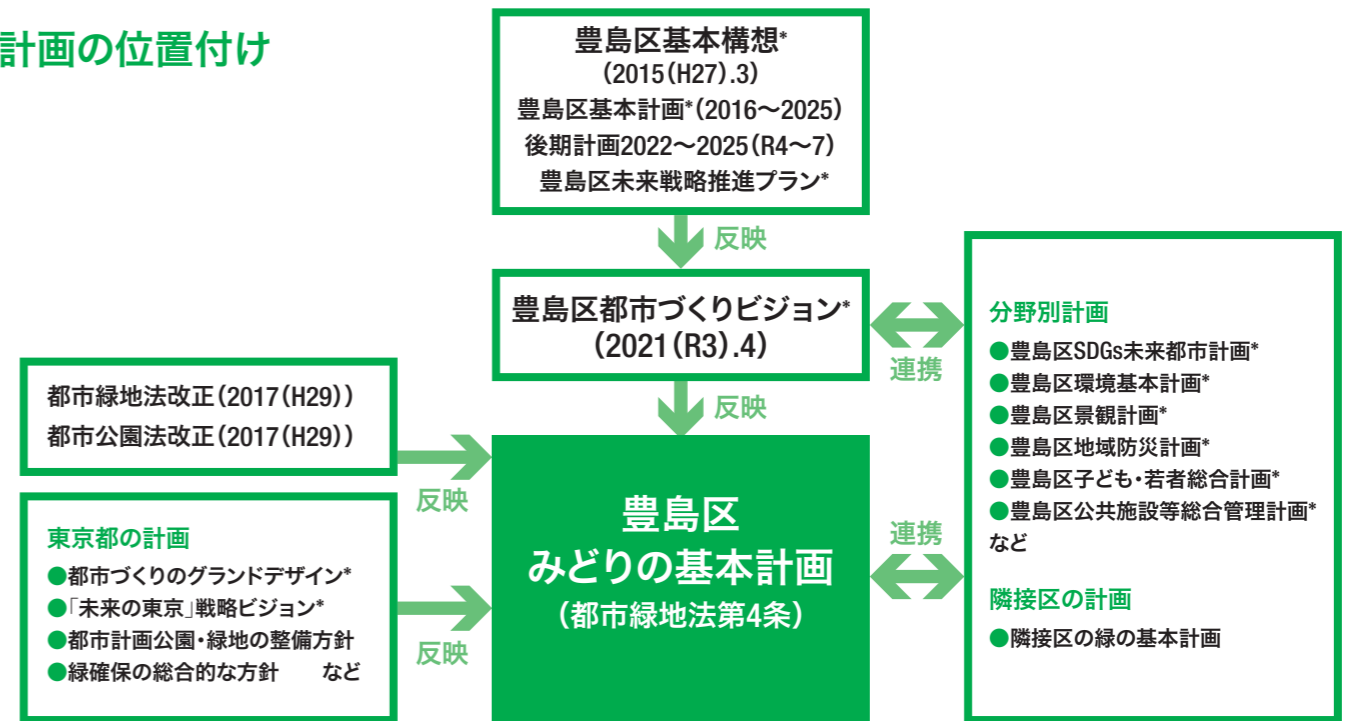 計画の位置付け
豊島区基本構想*
(2015(H27).3)
豊島区基本計画*(2016～2025)
後期計画2022～2025(R4～7)
豊島区未来戦略推進プラン*
反映
豊島区都市づくりビジョン*
(2021(R3).4)
連携
反映
都市緑地法改正(2017(H29))
都市公園法改正(2017(H29))
反映
東京都の計画
●都市づくりのグランドデザイン*
●「未来の東京」戦略ビジョン*
●都市計画公園・緑地の整備方針
●緑確保の総合的な方針　など
反映
豊島区
みどりの基本計画
(都市緑地法第4条)
連携
分野別計画
●豊島区SDGs未来都市計画*
●豊島区環境基本計画*
●豊島区景観計画*
●豊島区地域防災計画*
●豊島区子ども・若者総合計画*
●豊島区公共施設等総合管理計画*
など
隣接区の計画
●隣接区の緑の基本計画